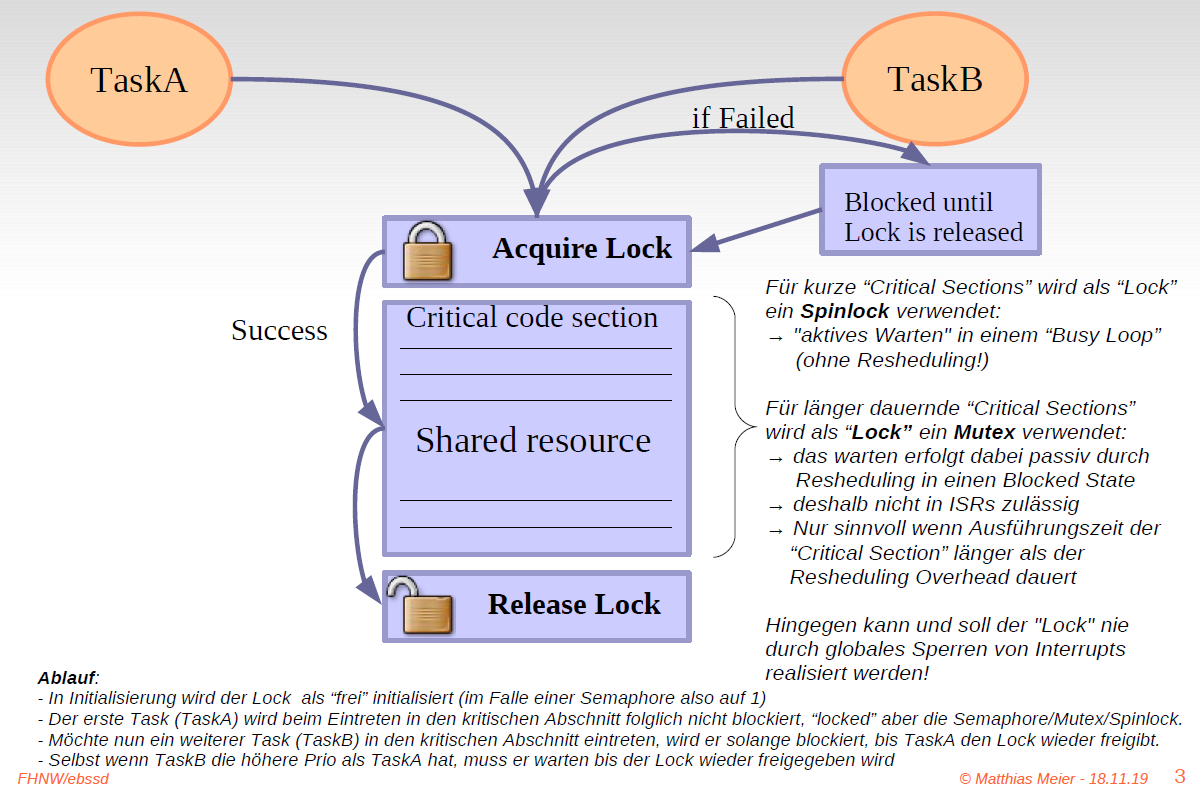 TaskA
TaskB
if Failed
Blocked until
Lock is released
Acquire Lock
Success
Critical code section
Shared resource
Release Lock
Für kurze “Critical Sections” wird als “Lock”
ein Spinlock verwendet:
→ "aktives Warten" in einem “Busy Loop”
(ohne Resheduling!)
Für länger dauernde “Critical Sections”
wird als “Lock” ein Mutex verwendet:
→ das warten erfolgt dabei passiv durch
Resheduling in einen Blocked State
→ deshalb nicht in ISRs zulässig
→ Nur sinnvoll wenn Ausführungszeit der
“Critical Section” länger als der
Resheduling Overhead dauert
Hingegen kann und soll der "Lock" nie
durch globales Sperren von Interrupts
realisiert werden!
Ablauf:
- In Initialisierung wird der Lock als “frei” initialisiert (im Falle einer Semaphore also auf 1)
- Der erste Task (TaskA) wird beim Eintreten in den kritischen Abschnitt folglich nicht blockiert, “locked” aber die Semaphore/Mutex/Spinlock.
- Möchte nun ein weiterer Task (TaskB) in den kritischen Abschnitt eintreten, wird er solange blockiert, bis TaskA den Lock wieder freigibt.
- Selbst wenn TaskB die höhere Prio als TaskA hat, muss er warten bis der Lock wieder freigegeben wird
FHNW/ebssd
© Matthias Meier - 18.11.19 3